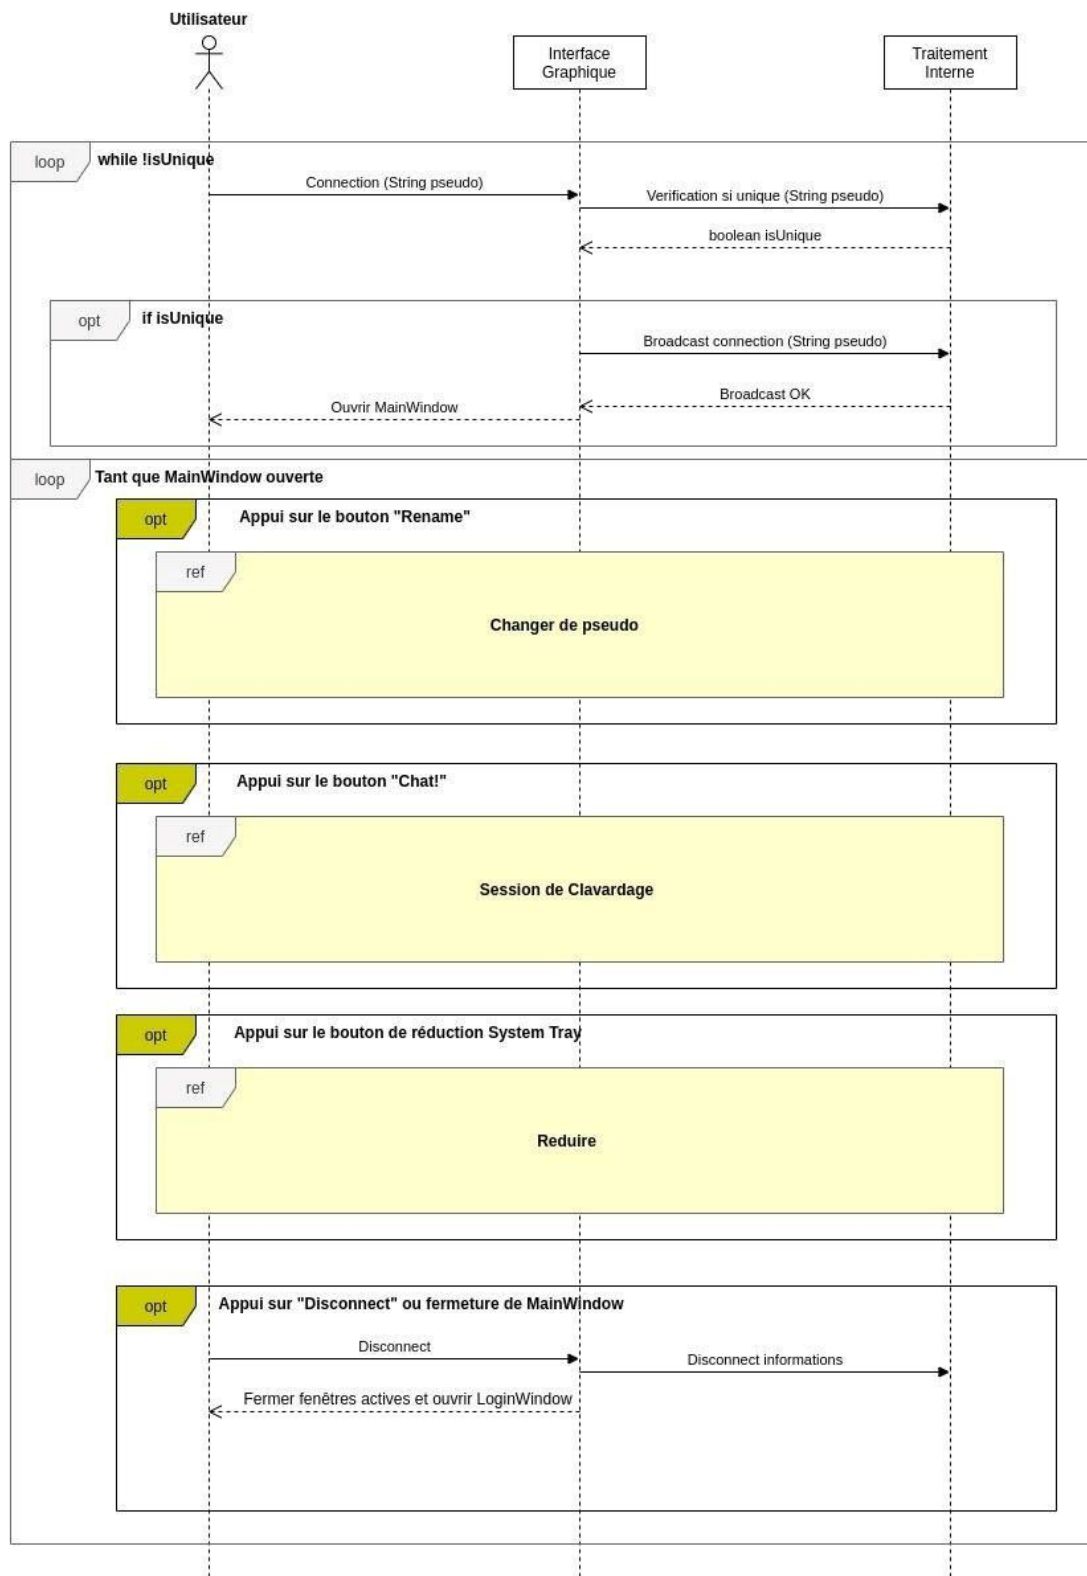 Utilisateur
Interface
Graphique
Traitement
Interne
loop
while !isUnique
Connection (String pseudo)
Verification si unique (String pseudo)
boolean isUnique
opt
if isUnique
Broadcast connection (String pseudo)
Broadcast OK
Ouvrir MainWindow
loop
Tant que MainWindow ouverte
opt
Appui sur le bouton "Rename"
ref
Changer de pseudo
opt
Appui sur le bouton "Chat!"
ref
Session de Clavardage
opt
Appui sur le bouton de réduction System Tray
ref
Reduire
opt
Appui sur "Disconnect" ou fermeture de MainWindow
Disconnect
Disconnect informations
Fermer fenêtres actives et ouvrir LoginWindow